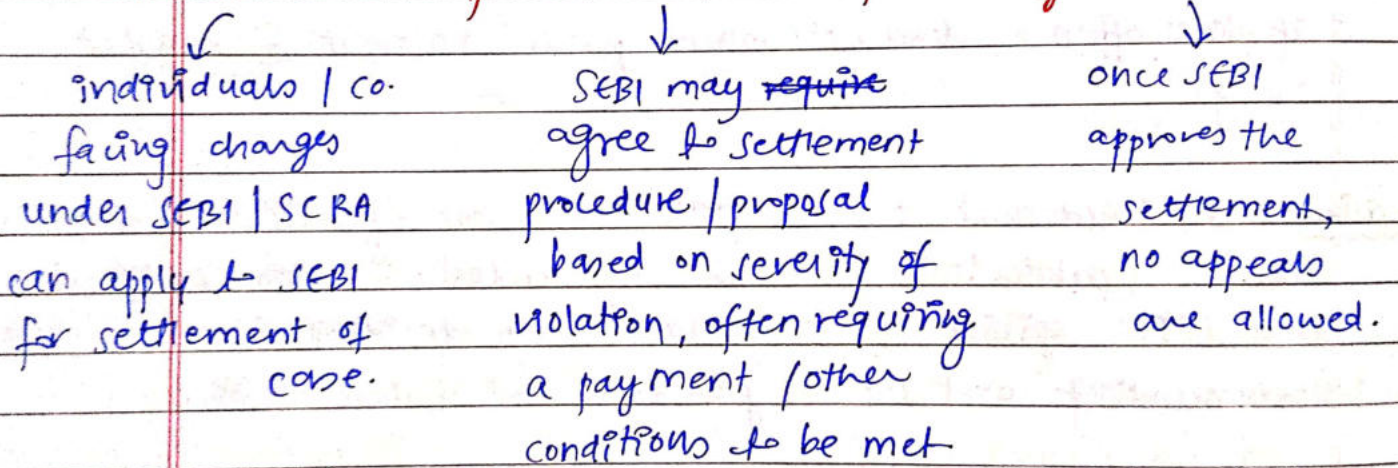 individuals | co.
facing charges
under SEBI | SCRA
can apply to SEBI
for settlement of
case.
SEBI may require
agree to settlement
procedure / proposal
based on severity of
violation, often requiring
a payment / other
conditions to be met
once SEBI
approves the
settlement,
no appeals
are allowed.